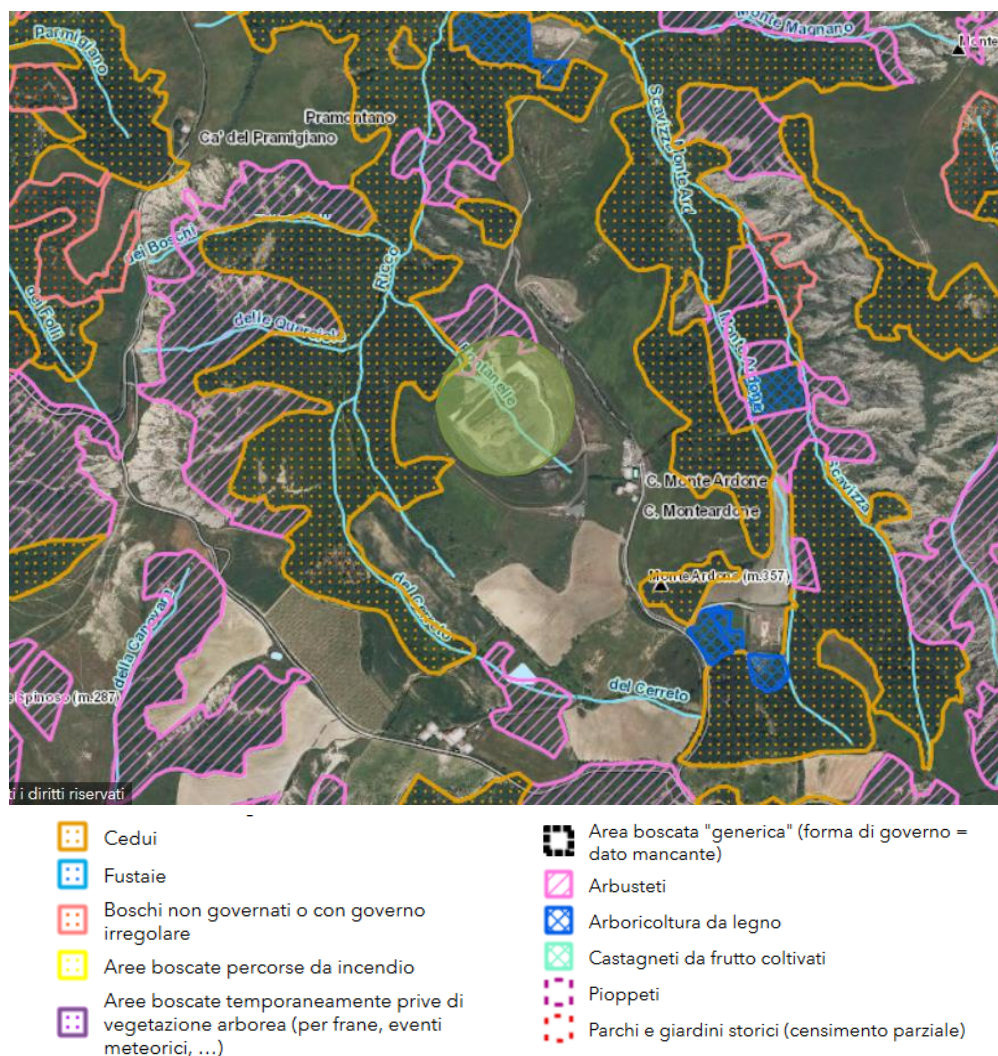 Parmigiano
Monte Magnano
Monte
Pramontano
Ca' del Pramigiano
Scavizza
Monte Ard.
dei Boschi
Ricco
dei Folli
delle Querciole
Monte Ardone
C. Monte Ardone
C. Monteardone
Scavizza
Monte Ardone (m.357)
del Cerreto
della Canovara
Spinoso (m.287)
del Cerreto
ti i diritti riservati
Cedui
Fustaie
Boschi non governati o con governo
irregolare
Aree boscate percorse da incendio
Aree boscate temporaneamente prive di
vegetazione arborea (per frane, eventi
meteorici, ...)
Area boscata "generica" (forma di governo =
dato mancante)
Arbusteti
Arboricoltura da legno
Castagneti da frutto coltivati
Pioppeti
Parchi e giardini storici (censimento parziale)